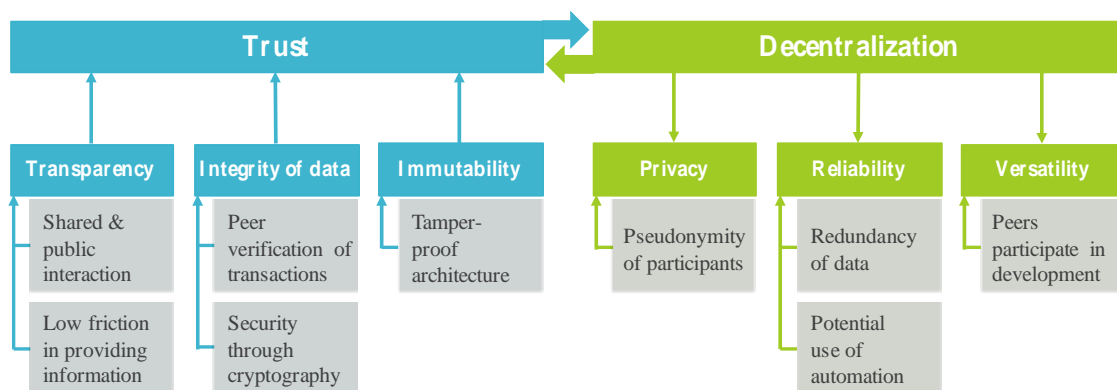 Trust
Decentralization
Transparency
Integrity of data
Immutability
Privacy
Reliability
Versatility
Shared &
public
interaction
Low friction
in providing
information
Peer
verification of
transactions
Security
through
cryptography
Tamper-
proof
architecture
Pseudonymity
of participants
Redundancy
of data
Potential
use of
automation
Peers
participate in
development